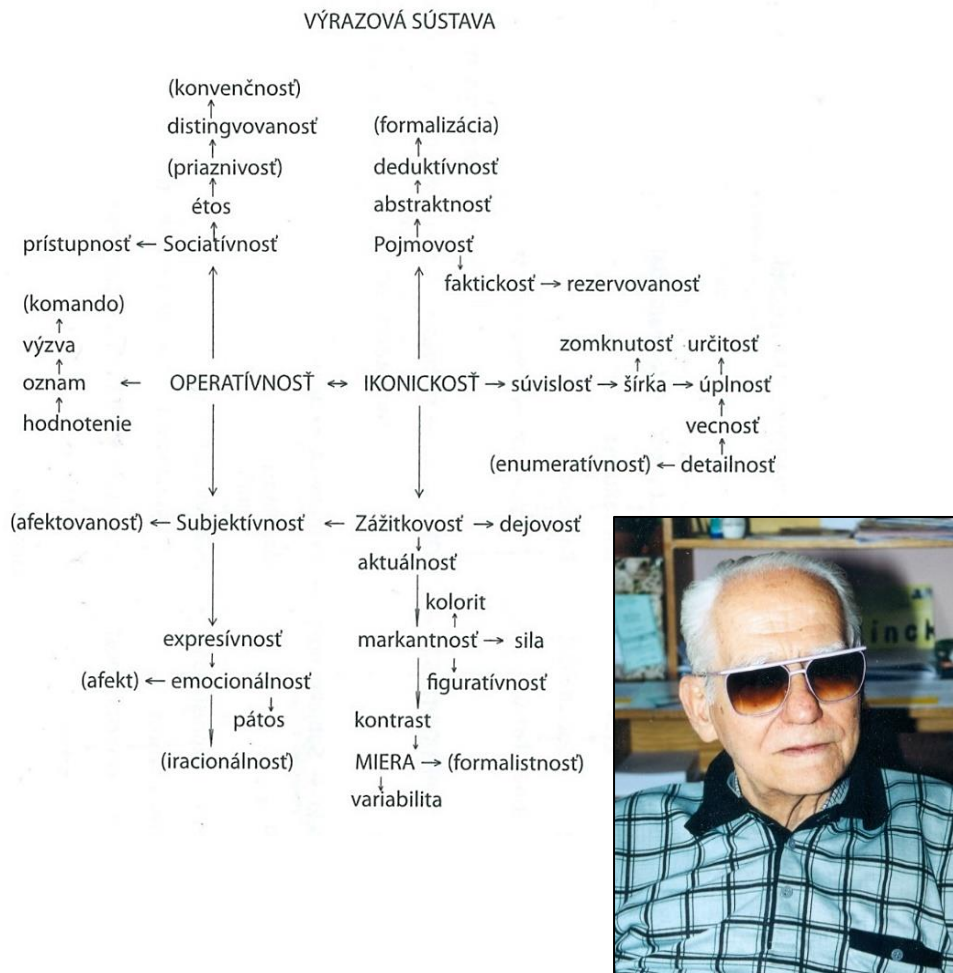 VÝRAZOVÁ SÚSTAVA
(konvenčnosť)
distingvovanosť
(formalizácia)
(priaznivosť)
deduktívnosť
étos
abstraktnosť
prístupnosť ← Sociatívnosť
Pojmovosť
faktickosť → rezervovanosť
(komando)
výzva
zomknutosť určitosť
oznam ← OPERATÍVNOSŤ ↔ IKONICKOSŤ → súvislosť → šírka → úplnosť
hodnotenie
vecnosť
(enumeratívnosť) ← detailnosť
(afektovanosť) ← Subjektívnosť ← Zážitkovosť → dejovosť
aktuálnosť
kolorit
expresívnosť
markantnosť → sila
(afekt) ← emocionálnosť
figuratívnosť
pátos
kontrast
(iracionálnosť)
MIERA → (formalistnosť)
variabilita